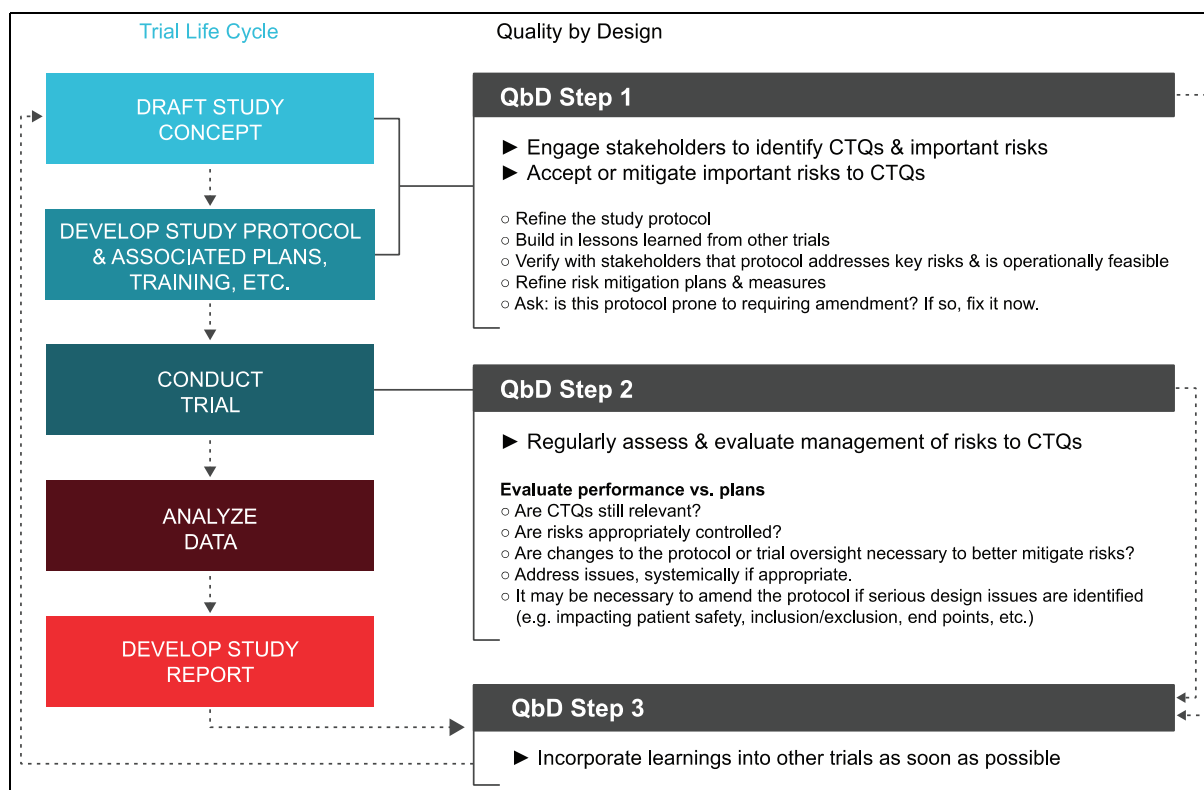 Trial Life Cycle
Quality by Design
DRAFT STUDY
CONCEPT
DEVELOP STUDY PROTOCOL
& ASSOCIATED PLANS,
TRAINING, ETC.
CONDUCT
TRIAL
ANALYZE
DATA
DEVELOP STUDY
REPORT
QbD Step 1
► Engage stakeholders to identify CTQs & important risks
► Accept or mitigate important risks to CTQs
○ Refine the study protocol
○ Build in lessons learned from other trials
○ Verify with stakeholders that protocol addresses key risks & is operationally feasible
○ Refine risk mitigation plans & measures
○ Ask: is this protocol prone to requiring amendment? If so, fix it now.
QbD Step 2
► Regularly assess & evaluate management of risks to CTQs
Evaluate performance vs. plans
○ Are CTQs still relevant?
○ Are risks appropriately controlled?
○ Are changes to the protocol or trial oversight necessary to better mitigate risks?
○ Address issues, systemically if appropriate.
○ It may be necessary to amend the protocol if serious design issues are identified
(e.g. impacting patient safety, inclusion/exclusion, end points, etc.)
QbD Step 3
► Incorporate learnings into other trials as soon as possible